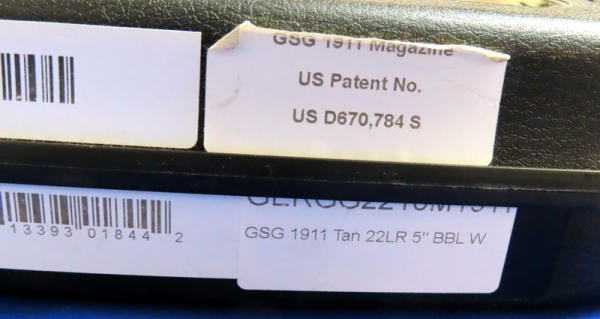 GSG 1911 Magazine
US Patent No.
US D670,784 S
13393 01844 2
GSG 1911 Tan 22LR 5" BBL W